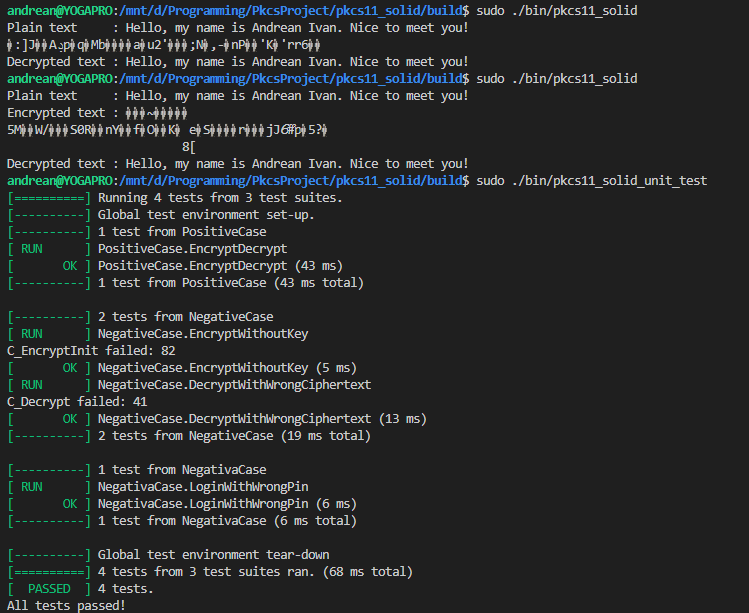 andrean@YOGAPRO:/mnt/d/Programming/PkcsProject/pkcs11_solid/build$ sudo ./bin/pkcs11_solid
Plain text     : Hello, my name is Andrean Ivan. Nice to meet you!
Decrypted text : Hello, my name is Andrean Ivan. Nice to meet you!
andrean@YOGAPRO:/mnt/d/Programming/PkcsProject/pkcs11_solid/build$ sudo ./bin/pkcs11_solid
Plain text     : Hello, my name is Andrean Ivan. Nice to meet you!
Encrypted text :
8[
Decrypted text : Hello, my name is Andrean Ivan. Nice to meet you!
andrean@YOGAPRO:/mnt/d/Programming/PkcsProject/pkcs11_solid/build$ sudo ./bin/pkcs11_solid_unit_test
[==========] Running 4 tests from 3 test suites.
[----------] Global test environment set-up.
[----------] 1 test from PositiveCase
[ RUN      ] PositiveCase.EncryptDecrypt
[       OK ] PositiveCase.EncryptDecrypt (43 ms)
[----------] 1 test from PositiveCase (43 ms total)
[----------] 2 tests from NegativeCase
[ RUN      ] NegativeCase.EncryptWithoutKey
C_EncryptInit failed: 82
[       OK ] NegativeCase.EncryptWithoutKey (5 ms)
[ RUN      ] NegativeCase.DecryptWithWrongCiphertext
C_Decrypt failed: 41
[       OK ] NegativeCase.DecryptWithWrongCiphertext (13 ms)
[----------] 2 tests from NegativeCase (19 ms total)
[----------] 1 test from NegativaCase
[ RUN      ] NegativaCase.LoginWithWrongPin
[       OK ] NegativaCase.LoginWithWrongPin (6 ms)
[----------] 1 test from NegativaCase (6 ms total)
[----------] Global test environment tear-down
[==========] 4 tests from 3 test suites ran. (68 ms total)
[  PASSED  ] 4 tests.
All tests passed!